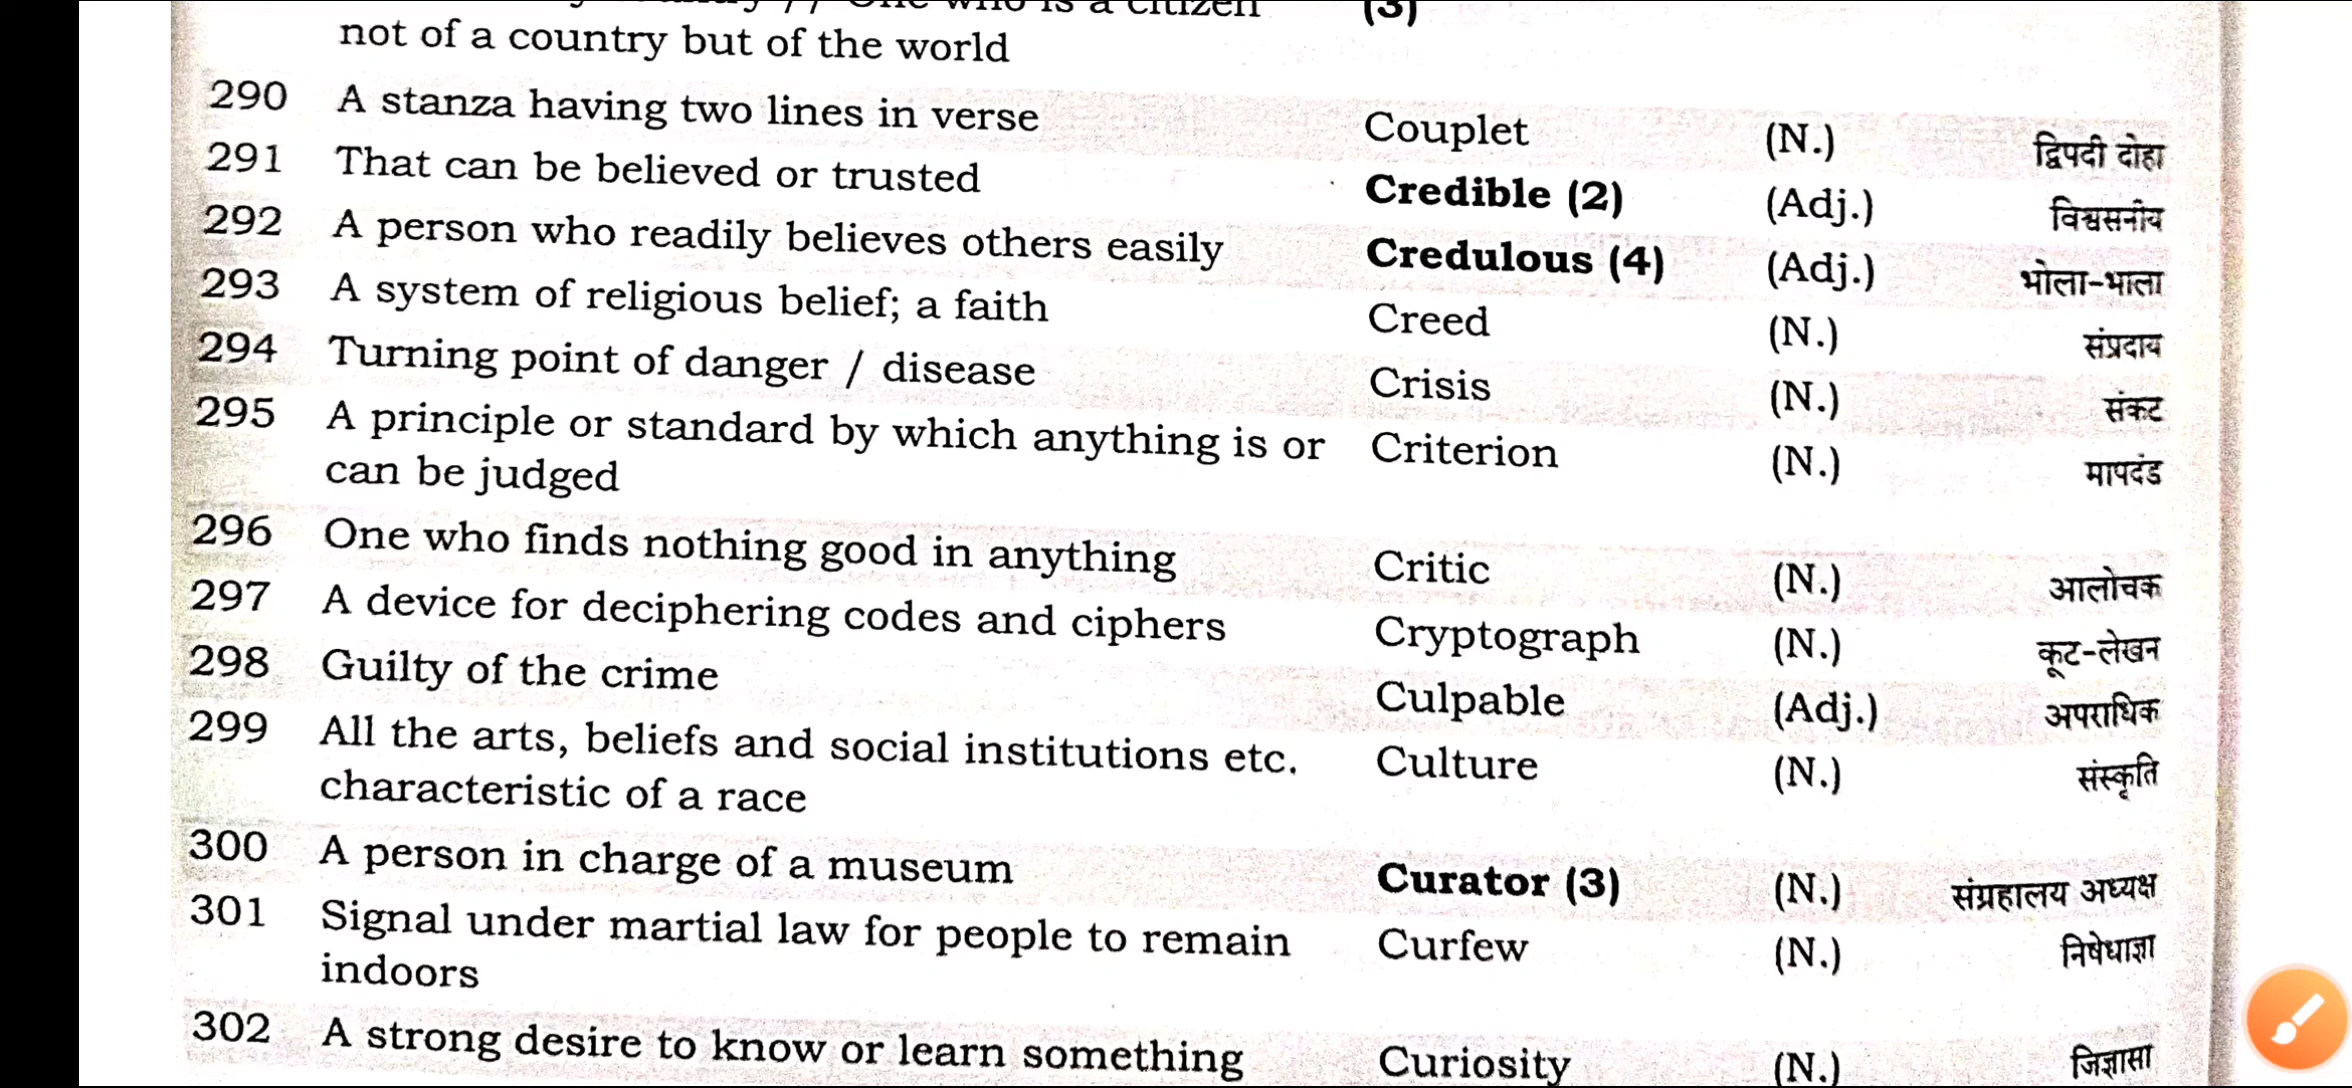 One who is a citizen (3)
not of a country but of the world
290 A stanza having two lines in verse Couplet (N.) द्विपदी दोहा
291 That can be believed or trusted Credible (2) (Adj.) विश्वसनीय
292 A person who readily believes others easily Credulous (4) (Adj.) भोला-भाला
293 A system of religious belief; a faith Creed (N.) संप्रदाय
294 Turning point of danger / disease Crisis (N.) संकट
295 A principle or standard by which anything is or Criterion (N.) मापदंड
can be judged
296 One who finds nothing good in anything Critic (N.) आलोचक
297 A device for deciphering codes and ciphers Cryptograph (N.) कूट-लेखन
298 Guilty of the crime Culpable (Adj.) अपराधिक
299 All the arts, beliefs and social institutions etc. Culture (N.) संस्कृति
characteristic of a race
300 A person in charge of a museum Curator (3) (N.) संग्रहालय अध्यक्ष
301 Signal under martial law for people to remain Curfew (N.) निषेधाज्ञा
indoors
302 A strong desire to know or learn something Curiosity (N.) जिज्ञासा